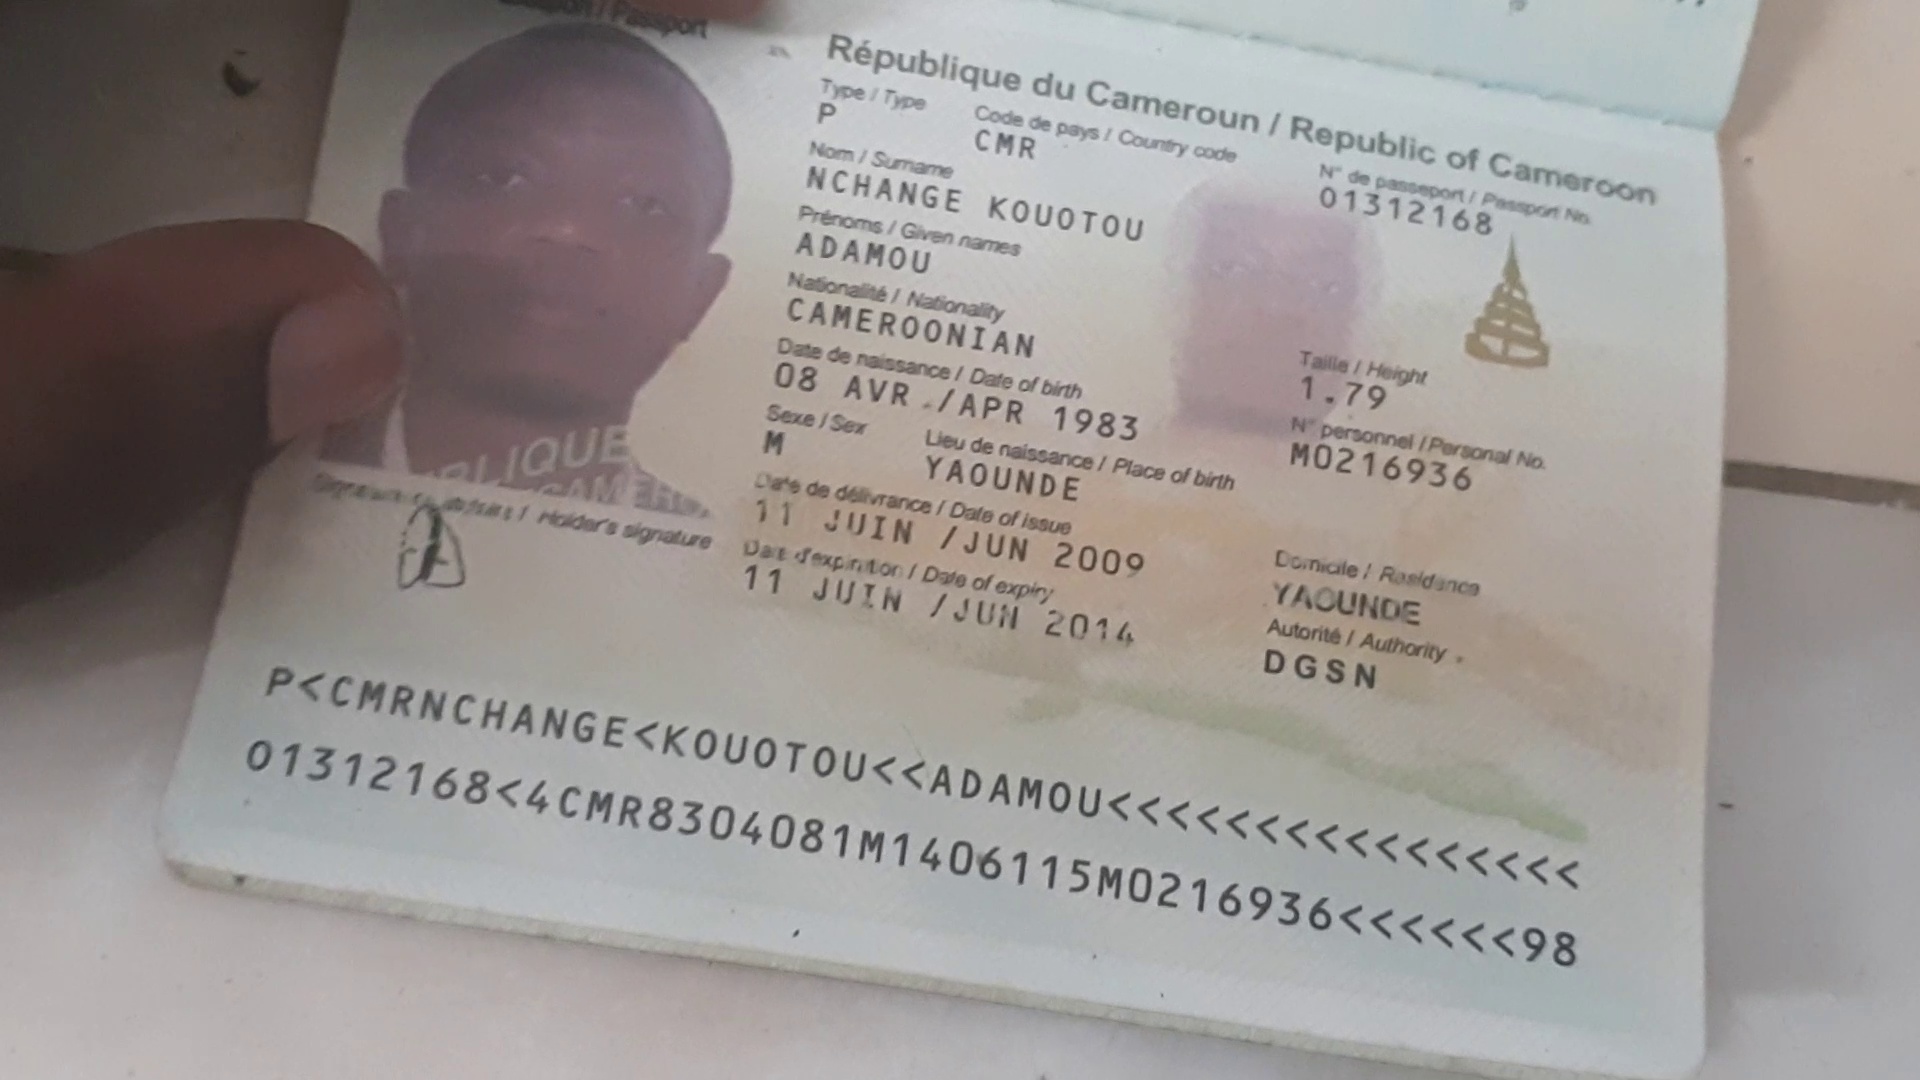 Passport
République du Cameroun / Republic of Cameroon
Type / Type
P
Code de pays / Country code
CMR
N° de passeport / Passport No.
01312168
Nom / Surname
NCHANGE KOUOTOU
Prénoms / Given names
ADAMOU
Nationalité / Nationality
CAMEROONIAN
Date de naissance / Date of birth
08 AVR /APR 1983
Taille / Height
1.79
Sexe / Sex
M
Lieu de naissance / Place of birth
YAOUNDE
N° personnel / Personal No.
M0216936
Date de délivrance / Date of issue
11 JUIN /JUN 2009
Date d'expiration / Date of expiry
11 JUIN /JUN 2014
Domicile / Residence
YAOUNDE
Autorité / Authority
DGSN
Holder's signature
P<CMRNCHANGE<KOUOTOU<<ADAMOU<<<<<<<<<<<<<<<<
01312168<4CMR8304081M1406115M0216936<<<<<<98